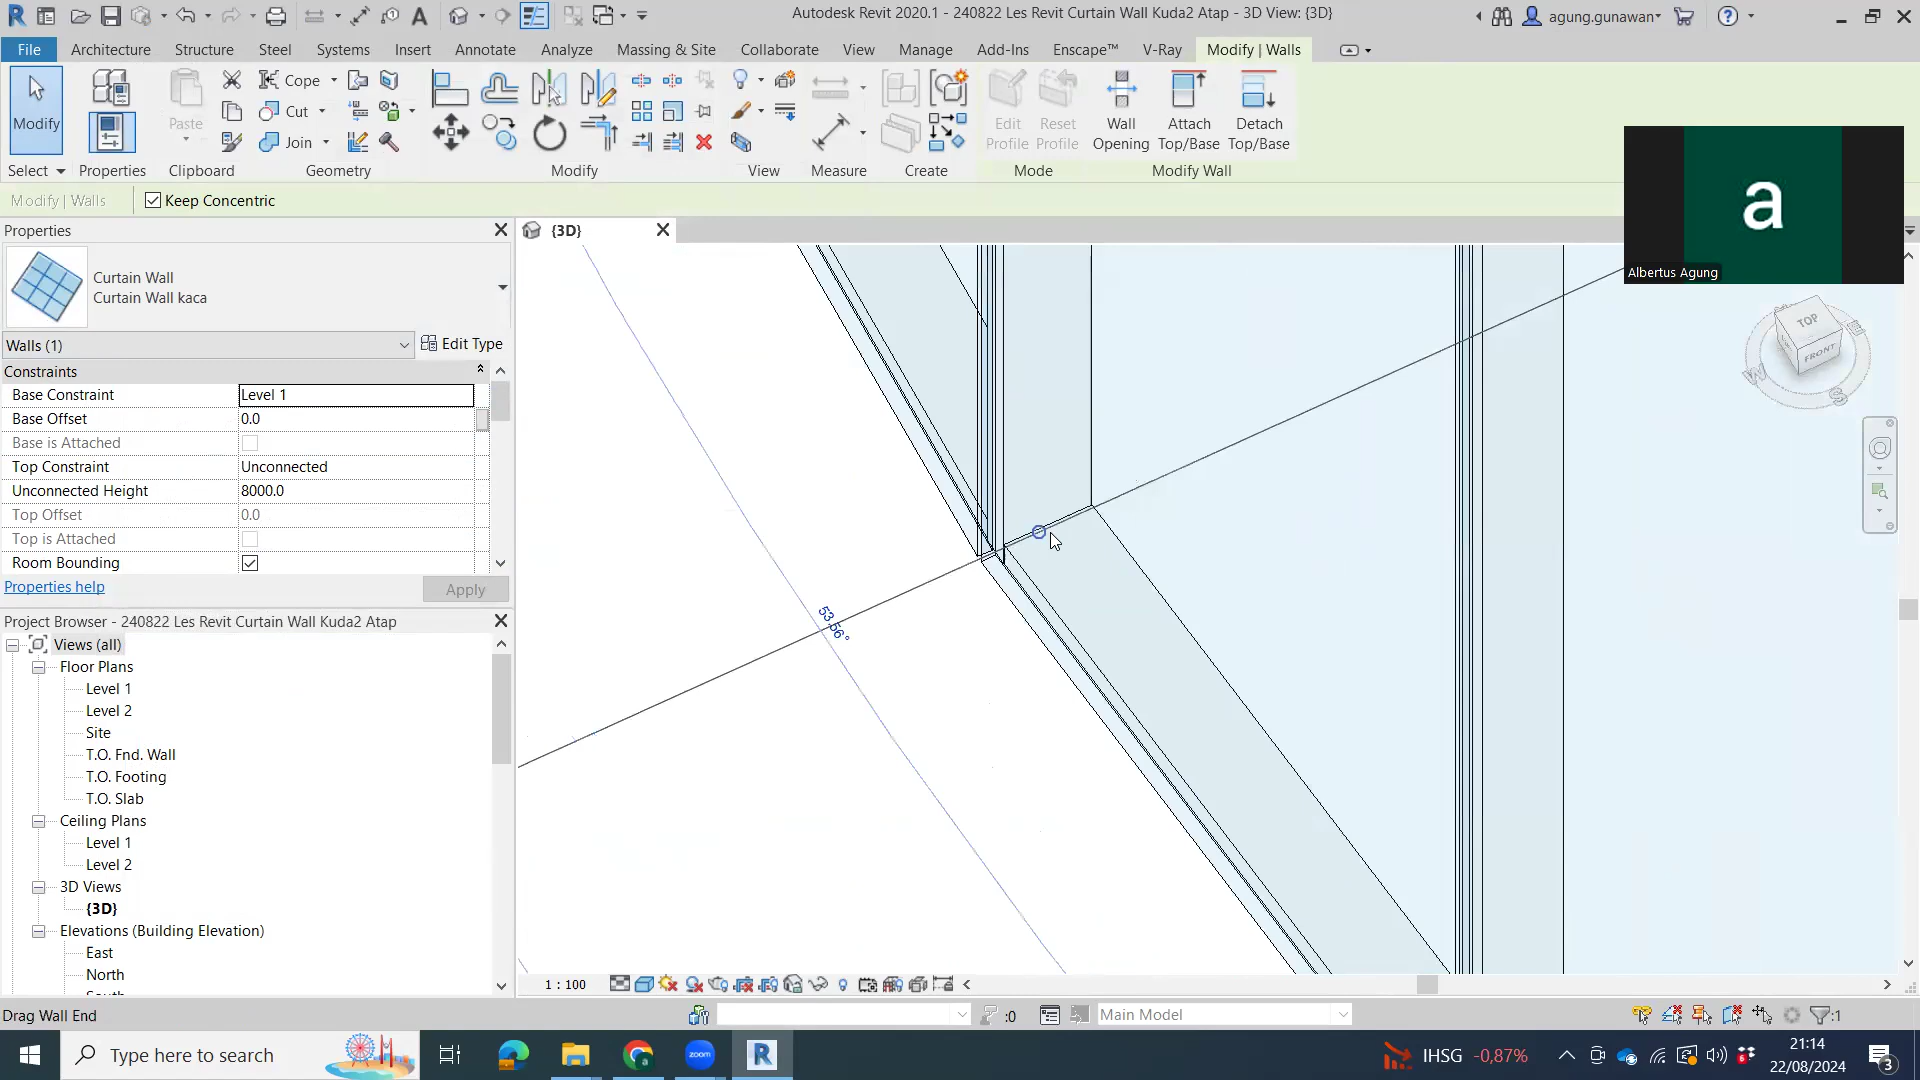 Autodesk Revit 2020.1 - 240822 Les Revit Curtain Wall Kuda2 Atap - 3D View: {3D}
agung.gunawan
File Architecture Structure Steel Systems Insert Annotate Analyze Massing & Site Collaborate View Manage Add-Ins Enscape™ V-Ray Modify | Walls
Modify
Paste
Cope
Cut
Join
Edit Profile
Reset Profile
Wall Opening
Attach Top/Base
Detach Top/Base
Select Properties Clipboard Geometry Modify View Measure Create Mode Modify Wall
Modify | Walls Keep Concentric
a
Albertus Agung
Properties
{3D}
Curtain Wall
Curtain Wall kaca
Walls (1) Edit Type
Constraints
Base Constraint Level 1
Base Offset 0.0
Base is Attached
Top Constraint Unconnected
Unconnected Height 8000.0
Top Offset 0.0
Top is Attached
Room Bounding
Properties help Apply
TOP
FRONT
W
S
53.56°
Project Browser - 240822 Les Revit Curtain Wall Kuda2 Atap
Views (all)
Floor Plans
Level 1
Level 2
Site
T.O. Fnd. Wall
T.O. Footing
T.O. Slab
Ceiling Plans
Level 1
Level 2
3D Views
{3D}
Elevations (Building Elevation)
East
North
1 : 100
Drag Wall End
:0
Main Model
:1
Type here to search
zoom
IHSG -0,87%
21:14
22/08/2024
3